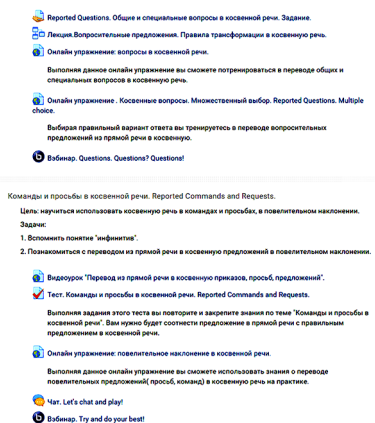 Reported Questions. Общие и специальные вопросы в косвенной речи. Задание.
Лекция.Вопросительные предложения. Правила трансформации в косвенную речь.
Онлайн упражнение: вопросы в косвенной речи.
Выполняя данное онлайн упражнение вы сможете потренироваться в переводе общих и
специальных вопросов в косвенную речь.
Онлайн упражнение . Косвенные вопросы. Множественный выбор. Reported Questions. Multiple
choice.
Выбирая правильный вариант ответа вы тренируетесь в переводе вопросительных
предложений из прямой речи в косвенную.
Вэбинар. Questions. Questions? Questions!
Команды и просьбы в косвенной речи. Reported Commands and Requests.
Цель: научиться использовать косвенную речь в командах и просьбах, в повелительном наклонении.
Задачи:
1. Вспомнить понятие "инфинитив".
2. Познакомиться с переводом из прямой речи в косвенную предложений в повелительном наклонении.
Видеоурок "Перевод из прямой речи в косвенную приказов, просьб, предложений".
Тест. Команды и просьбы в косвенной речи. Reported Commands and Requests.
Выполняя задания этого теста вы повторите и закрепите знания по теме "Команды и просьбы в
косвенной речи". Вам нужно будет соотнести предложение в прямой речи с правильным
предложением в косвенной речи.
Онлайн упражнение: повелительное наклонение в косвенной речи.
Выполняя данное онлайн упражнение вы сможете использовать знания о переводе
повелительных предложений( просьб, команд) в косвенную речь на практике.
Чат. Let's chat and play!
Вэбинар. Try and do your best!